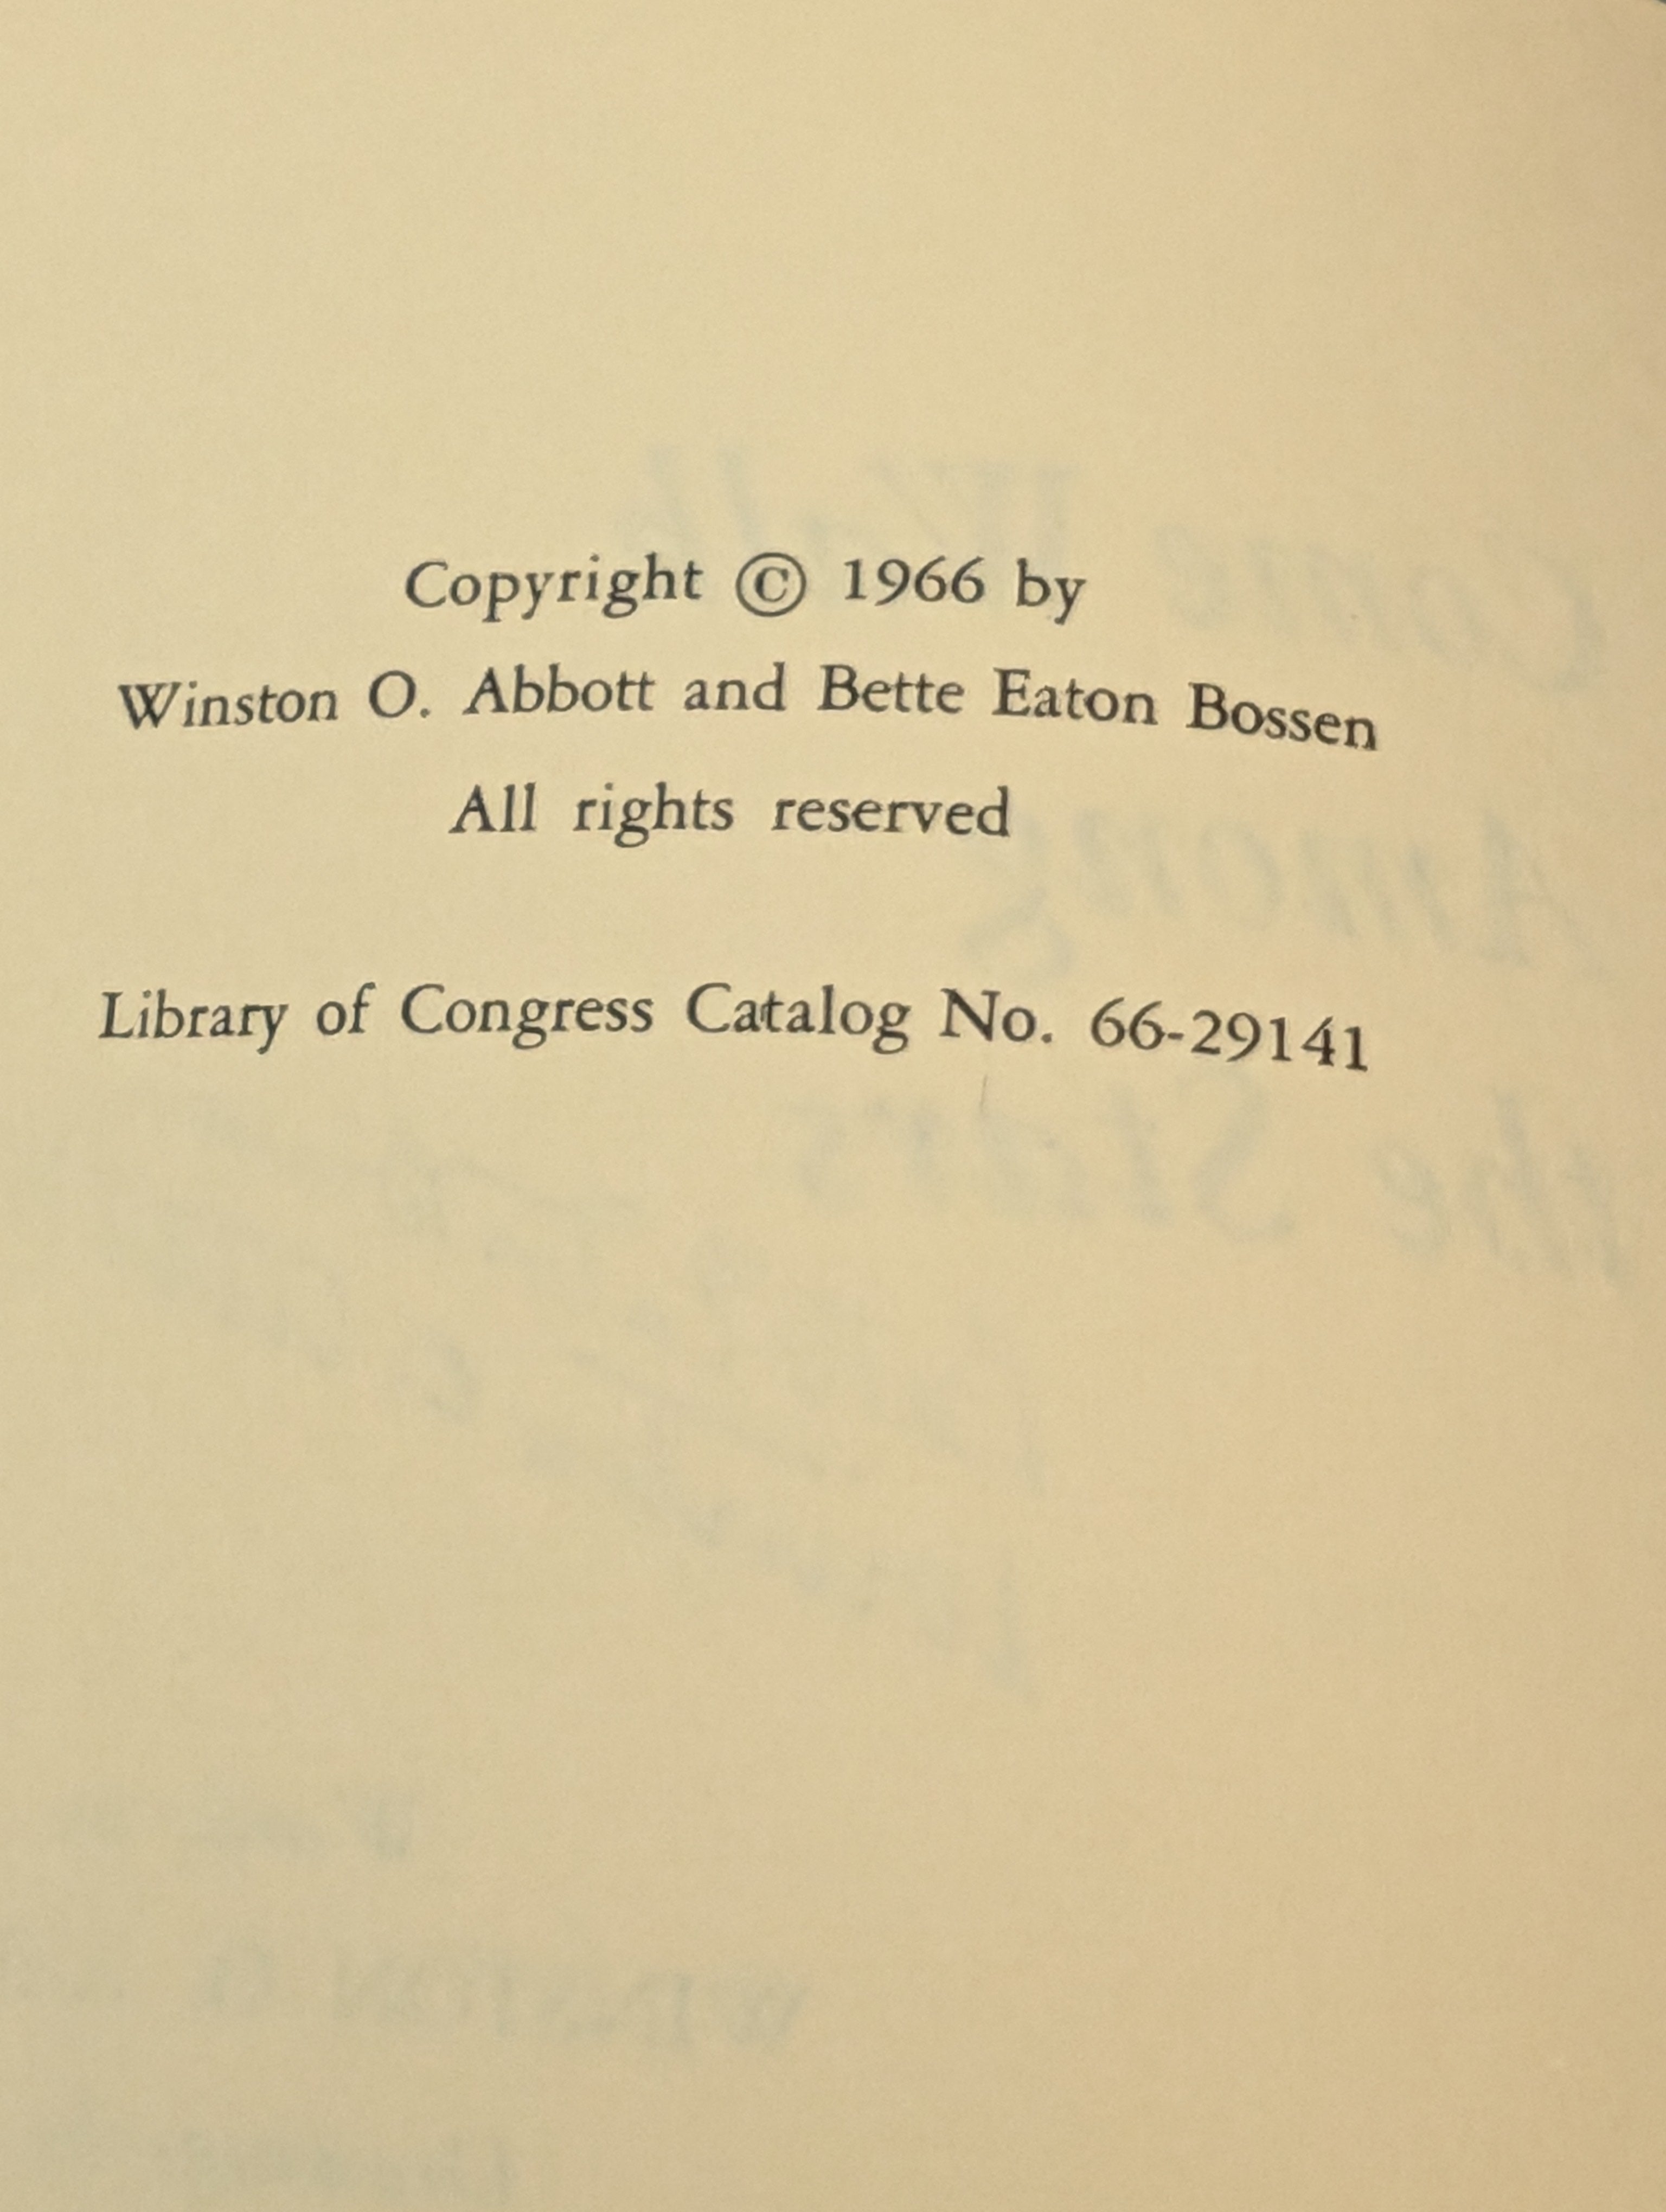 Copyright © 1966 by
Winston O. Abbott and Bette Eaton Bossen
All rights reserved
Library of Congress Catalog No. 66-29141